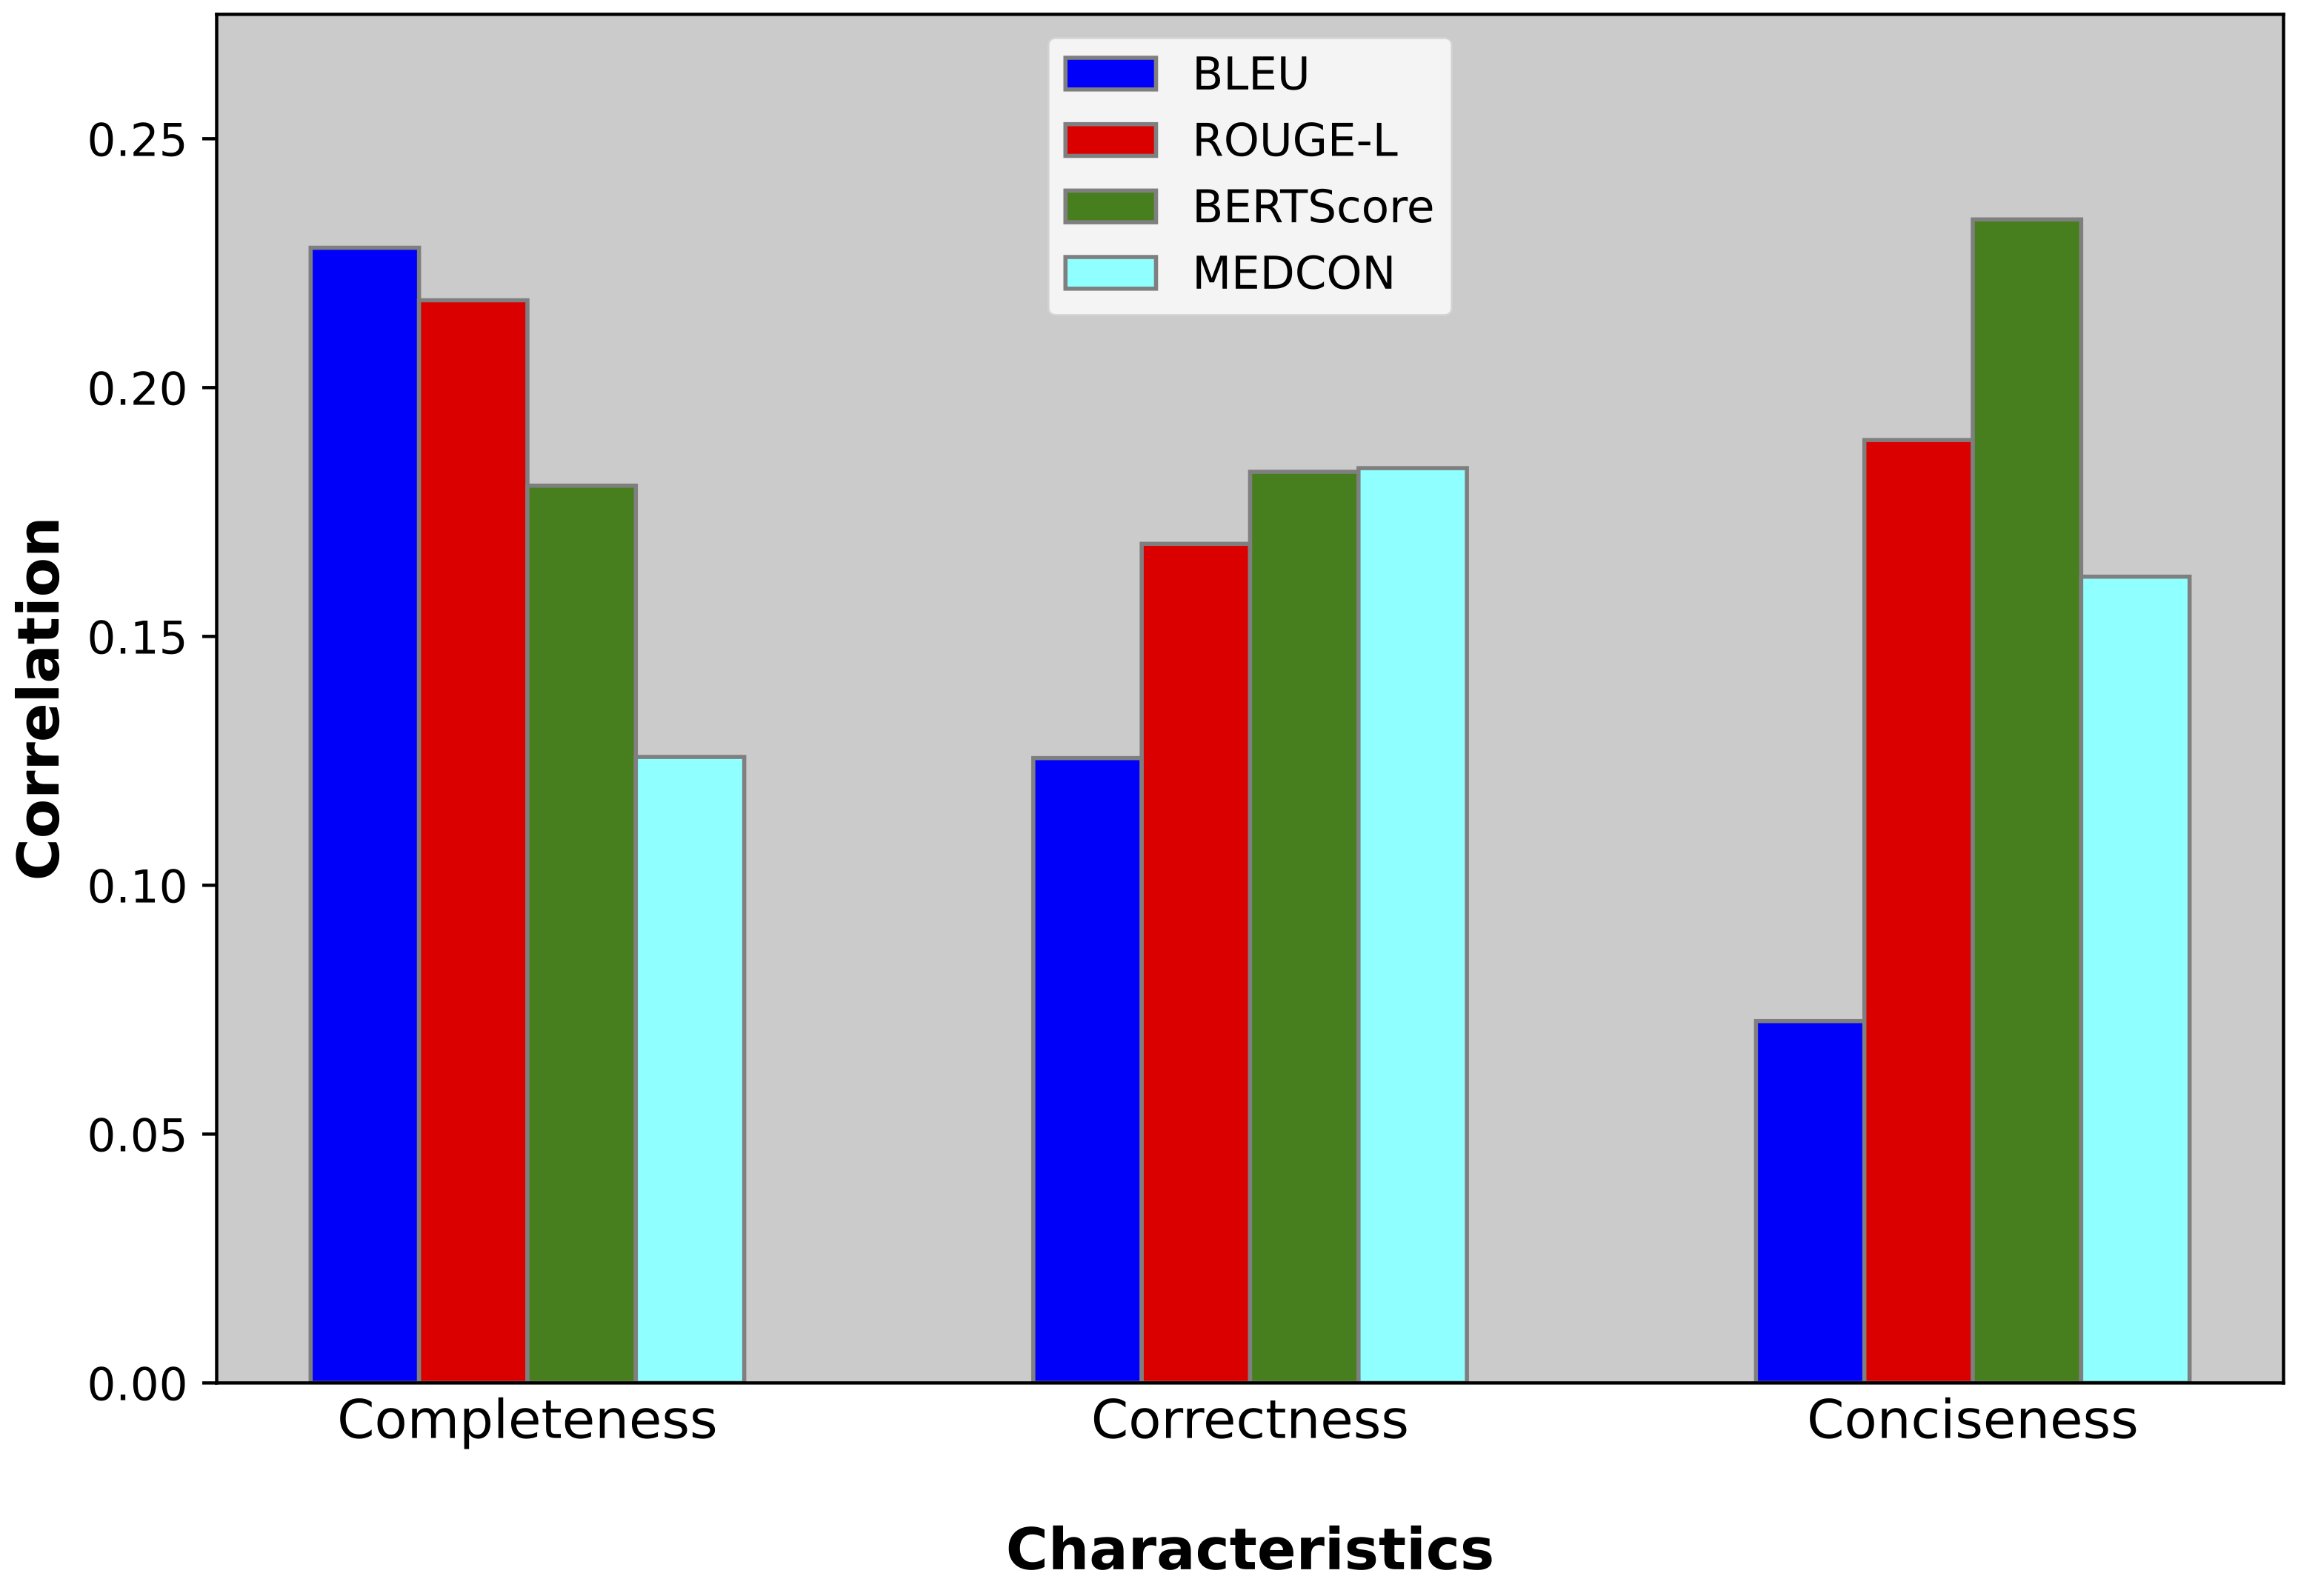 BLEU
ROUGE-L
BERTScore
MEDCON
0.25
0.20
0.15
0.10
0.05
0.00
Correlation
Completeness
Correctness
Conciseness
Characteristics